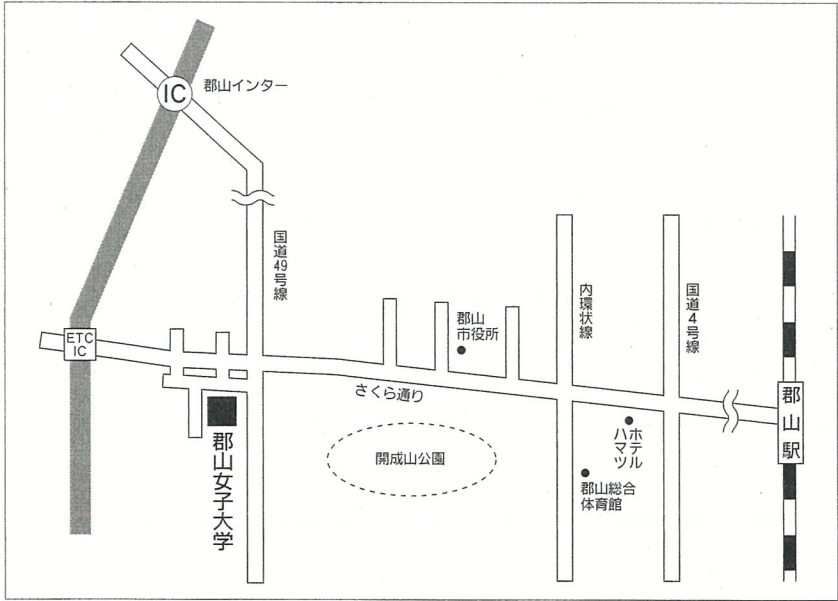 IC
郡山インター
国道49号線
ETC
IC
郡山
市役所
内環状線
国道4号線
さくら通り
郡山駅
ホテル
ハマツ
郡山女子大学
開成山公園
郡山総合
体育館